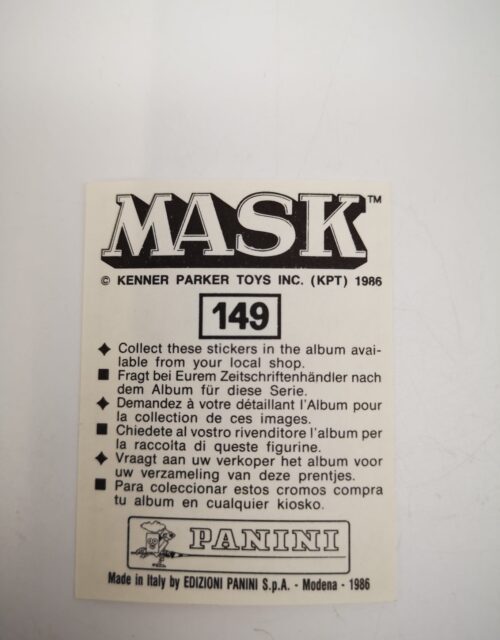 MASK™
© KENNER PARKER TOYS INC. (KPT) 1986
149
✦ Collect these stickers in the album avai-
lable from your local shop.
■ Fragt bei Eurem Zeitschriftenhändler nach
dem Album für diese Serie.
✦ Demandez à votre détaillant l'Album pour
la collection de ces images.
■ Chiedete al vostro rivenditore l'album per
la raccolta di queste figurine.
✦ Vraagt aan uw verkoper het album voor
uw verzameling van deze prentjes.
■ Para coleccionar estos cromos compra
tu album en cualquier kiosko.
PANINI
Made in Italy by EDIZIONI PANINI S.p.A. - Modena - 1986